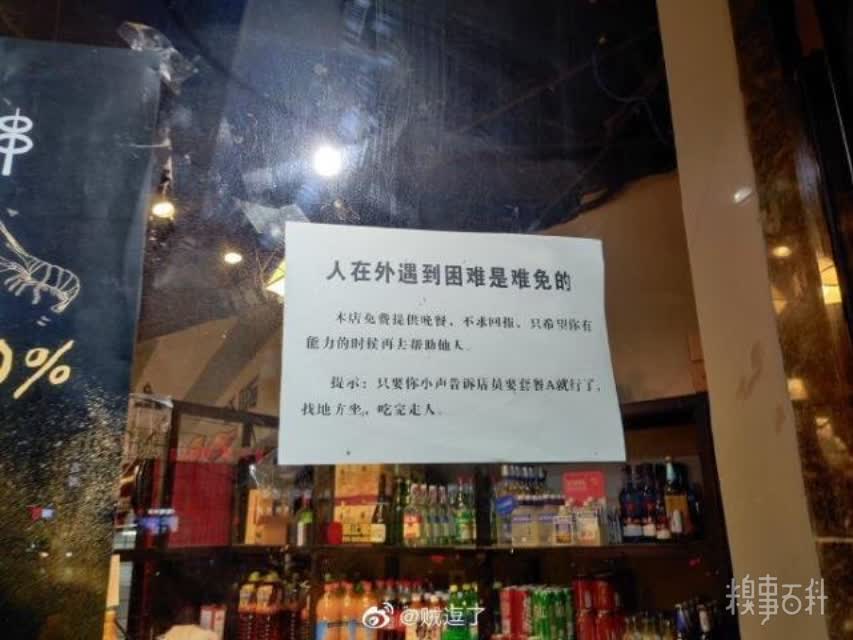 串
0%
人在外遇到困难是难免的
本店免费提供晚餐、不求回报、只希望你有
能力的时候再去帮助他人。
提示：只要你小声告诉店员要套餐A就行了，
找地方坐。吃完走人。
@贼逗了
糗事百科